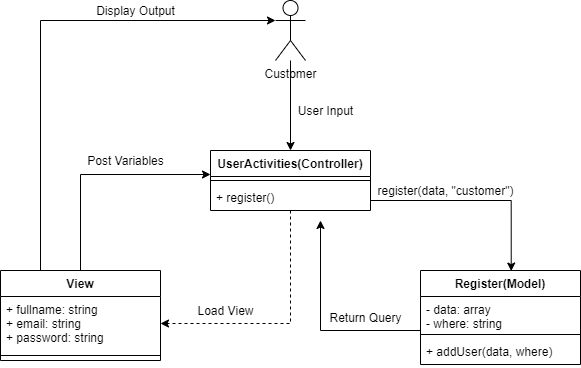 Display Output
Customer
User Input
UserActivities(Controller)
Post Variables
+ register()
register(data, "customer")
View
+ fullname: string
+ email: string
+ password: string
Load View
Return Query
Register(Model)
- data: array
- where: string
+ addUser(data, where)